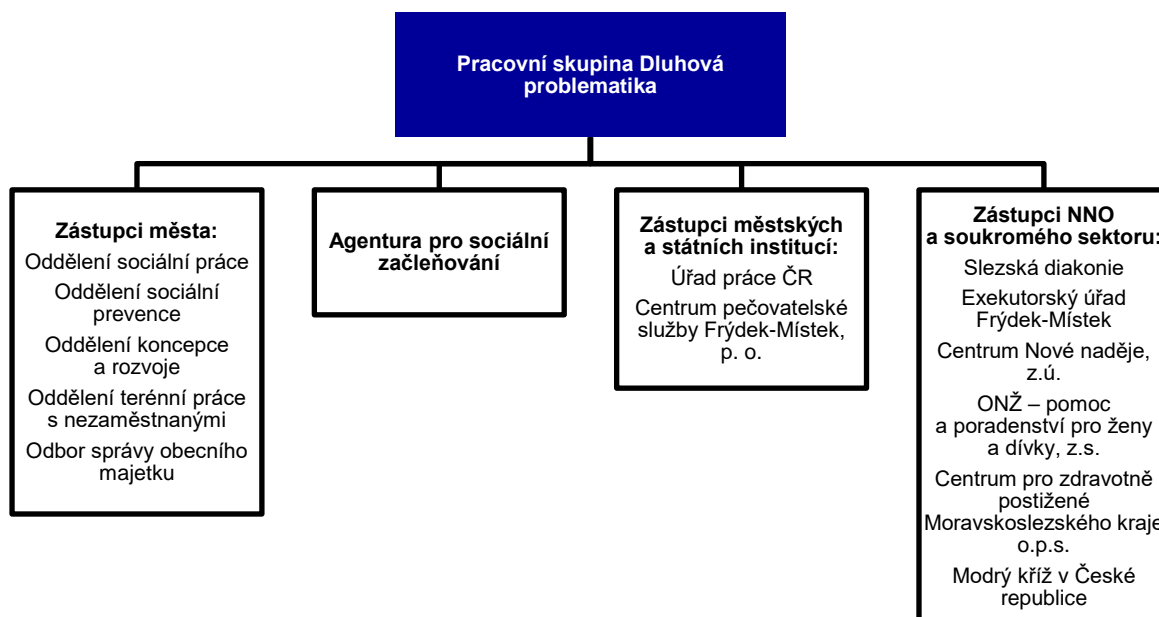 Pracovní skupina Dluhová
problematika
Zástupci města:
Oddělení sociální práce
Oddělení sociální
prevence
Oddělení koncepce
a rozvoje
Oddělení terénní práce
s nezaměstnanými
Odbor správy obecního
majetku
Agentura pro sociální
začleňování
Zástupci městských
a státních institucí:
Úřad práce ČR
Centrum pečovatelské
služby Frýdek-Místek,
p. o.
Zástupci NNO
a soukromého sektoru:
Slezská diakonie
Exekutorský úřad
Frýdek-Místek
Centrum Nové naděje,
z.ú.
ONŽ – pomoc
a poradenství pro ženy
a dívky, z.s.
Centrum pro zdravotně
postižené
Moravskoslezského kraje
o.p.s.
Modrý kříž v České
republice